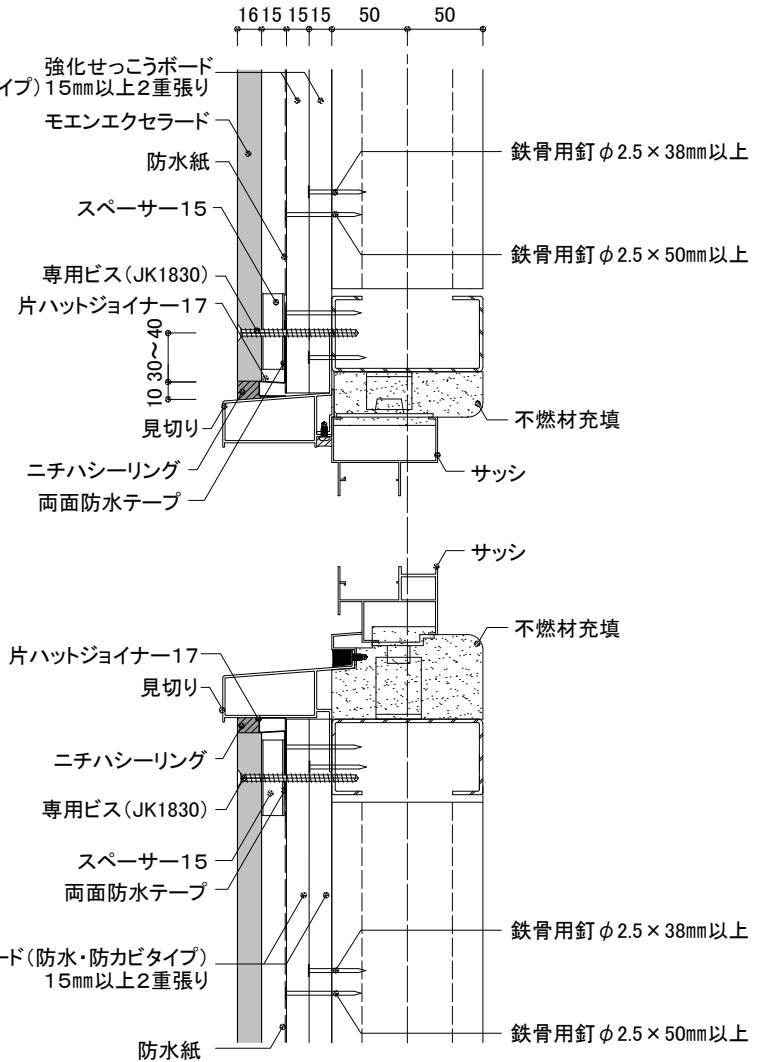 16 15 15 15 50 50
強化せっこうボード
イプ)15㎜以上2重張り
モエンエクセラード
防水紙
スペーサー15
専用ビス(JK1830)
片ハットジョイナー17
10 30～40
見切り
ニチハシーリング
両面防水テープ
鉄骨用釘φ2.5×38㎜以上
鉄骨用釘φ2.5×50㎜以上
不燃材充填
サッシ
サッシ
不燃材充填
片ハットジョイナー17
見切り
ニチハシーリング
専用ビス(JK1830)
スペーサー15
両面防水テープ
ード(防水・防カビタイプ)
15㎜以上2重張り
防水紙
鉄骨用釘φ2.5×38㎜以上
鉄骨用釘φ2.5×50㎜以上